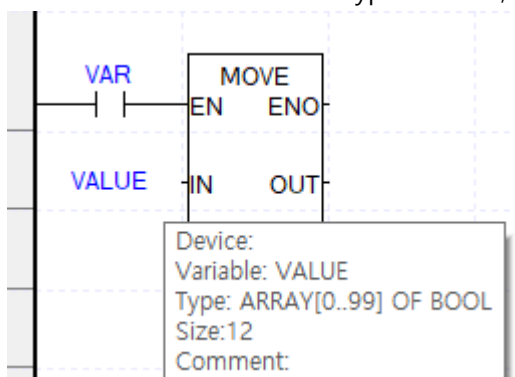 VAR
MOVE
EN ENO
VALUE
IN OUT
Device:
Variable: VALUE
Type: ARRAY[0..99] OF BOOL
Size:12
Comment: